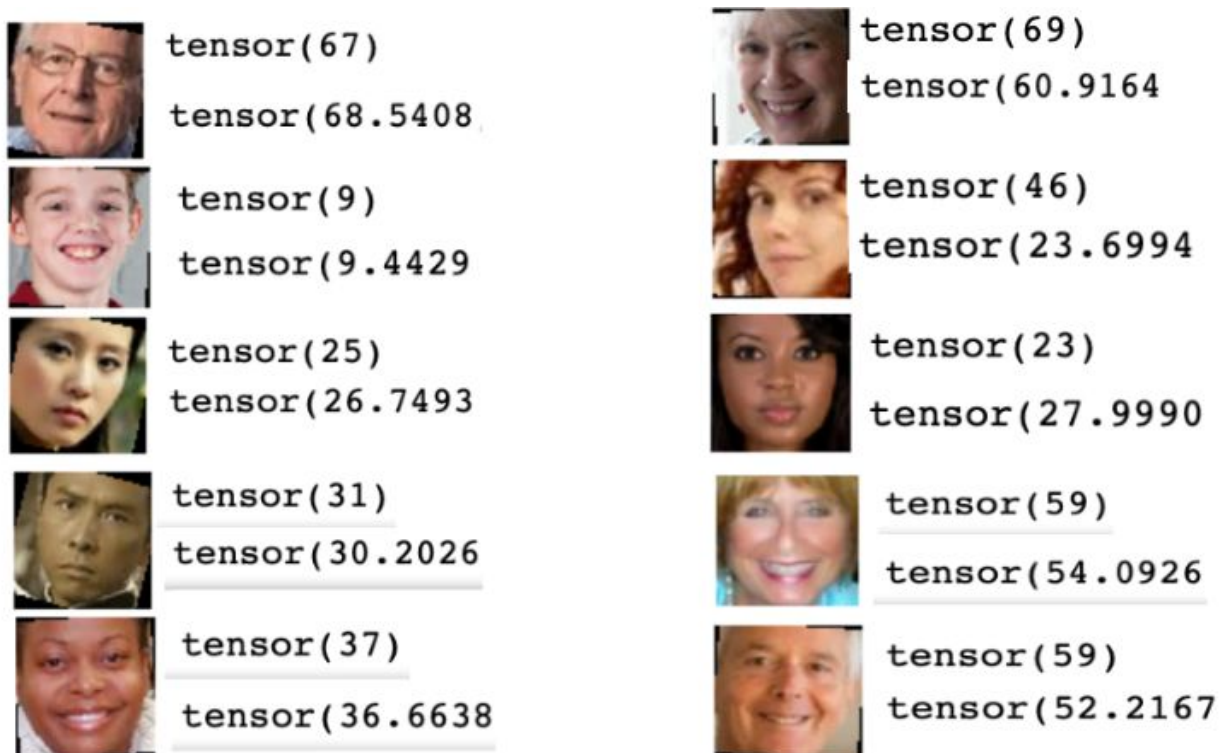 tensor(67)
tensor(68.5408
tensor(9)
tensor(9.4429
tensor(25)
tensor(26.7493
tensor(31)
tensor(30.2026
tensor(37)
tensor(36.6638
tensor(69)
tensor(60.9164
tensor(46)
tensor(23.6994
tensor(23)
tensor(27.9990
tensor(59)
tensor(54.0926
tensor(59)
tensor(52.2167